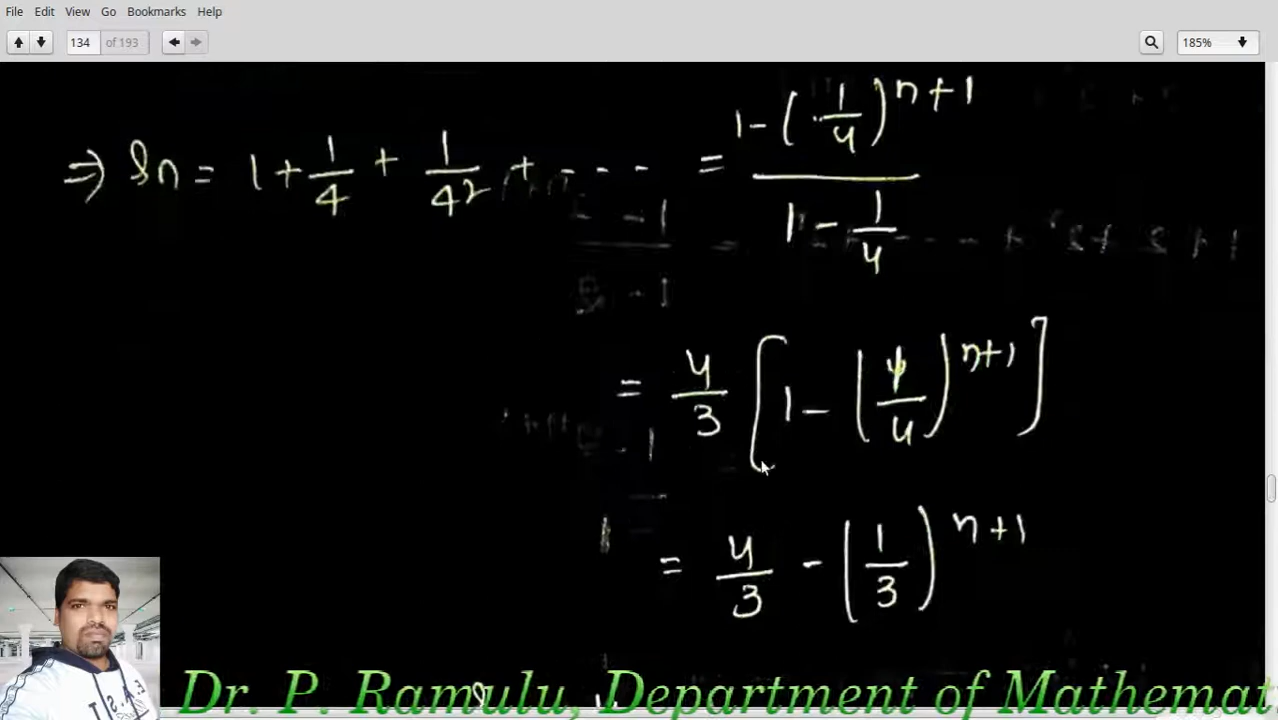 File Edit View Go Bookmarks Help
134 of 193 185%
⇒ Sn = 1 + 1/4 + 1/4² + - - - - = (1 - (1/4)^(n+1)) / (1 - 1/4)
= 4/3 [1 - (1/4)^(n+1)]
= 4/3 - (1/3)^(n+1)
Dr. P. Ramulu, Department of Mathemat